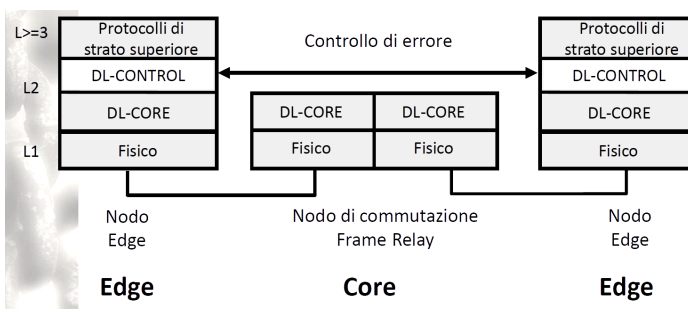 L>=3
Protocolli di
strato superiore
Controllo di errore
Protocolli di
strato superiore
L2
DL-CONTROL
DL-CONTROL
DL-CORE
DL-CORE
DL-CORE
DL-CORE
L1
Fisico
Fisico
Fisico
Fisico
Nodo
Edge
Nodo di commutazione
Frame Relay
Nodo
Edge
Edge
Core
Edge